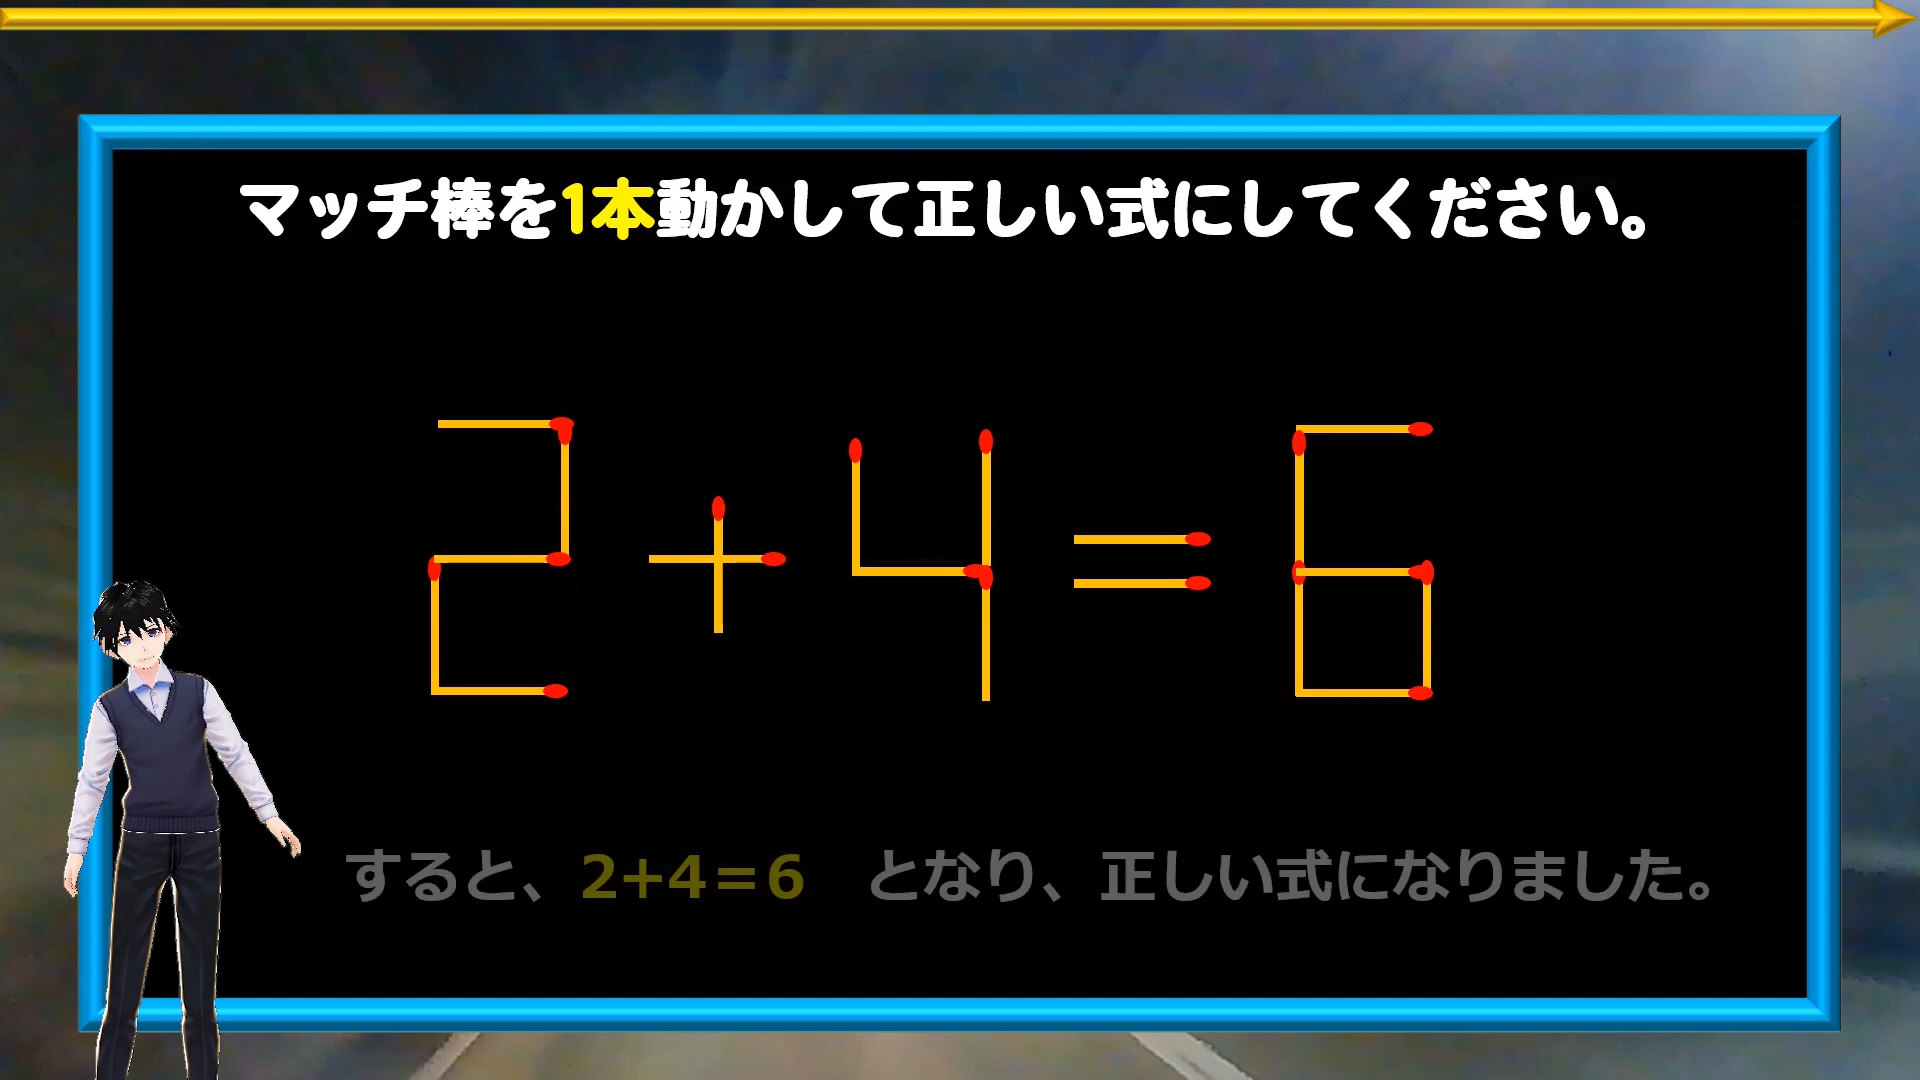 マッチ棒を1本動かして正しい式にしてください。
2+4=6
すると、2+4=6 となり、正しい式になりました。